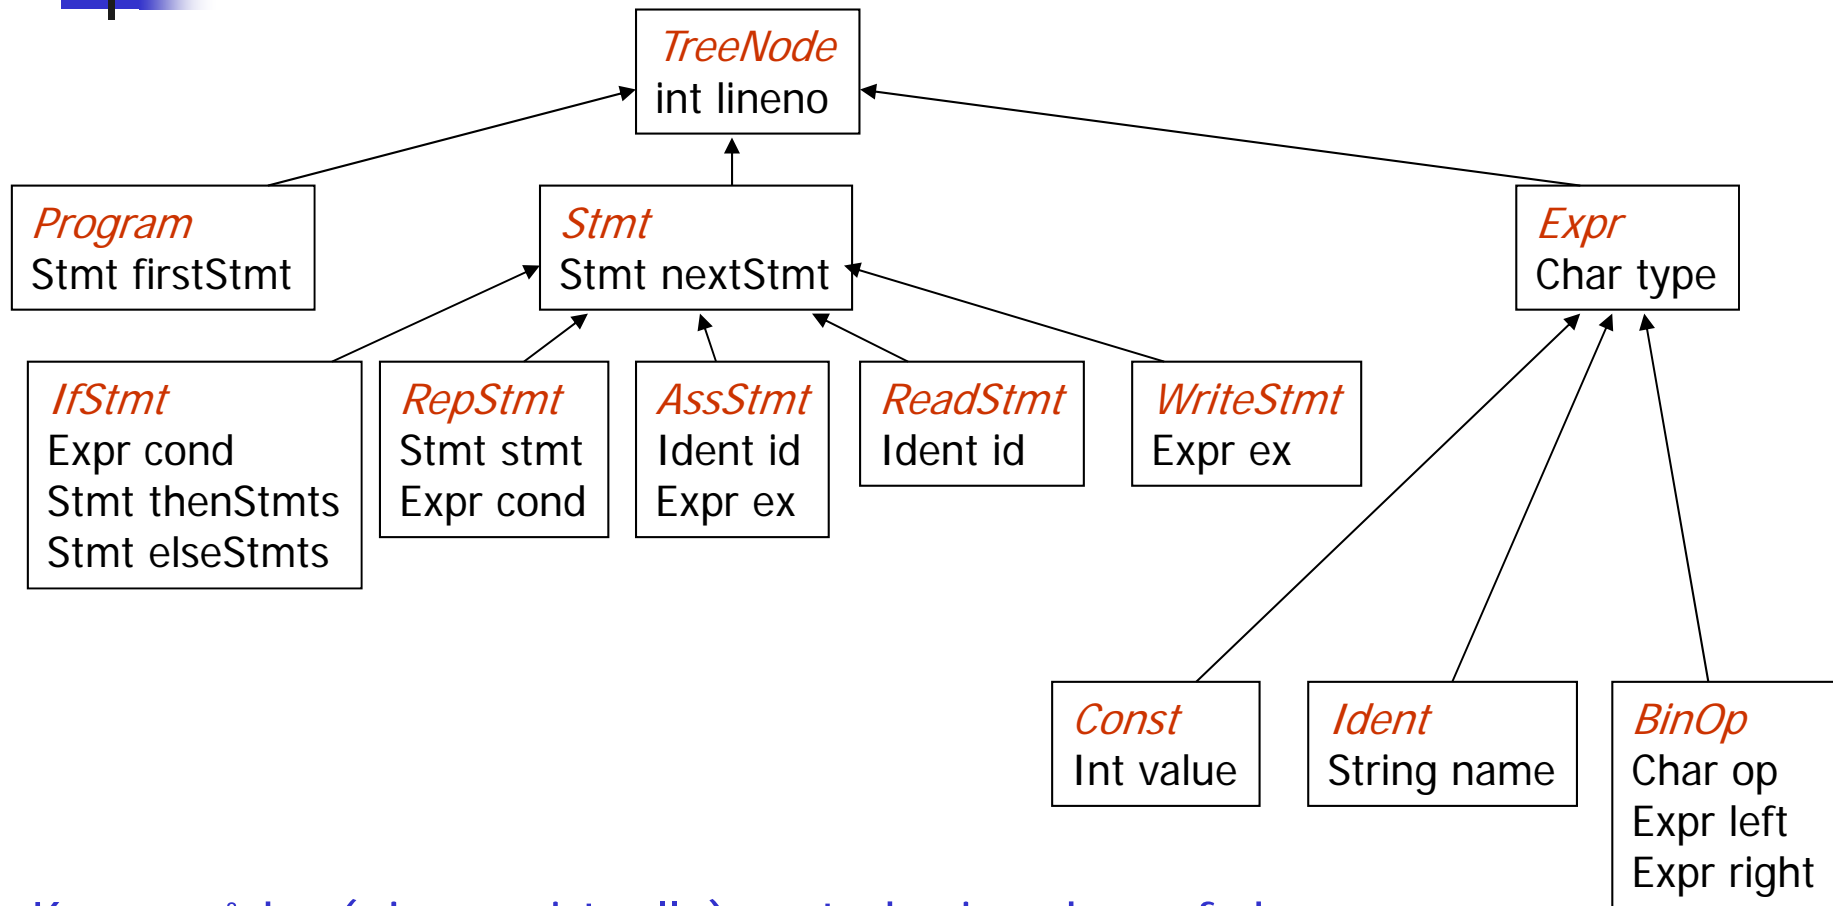 TreeNode
int lineno
Program
Stmt firstStmt
Stmt
Stmt nextStmt
Expr
Char type
IfStmt
Expr cond
Stmt thenStmts
Stmt elseStmts
RepStmt
Stmt stmt
Expr cond
AssStmt
Ident id
Expr ex
ReadStmt
Ident id
WriteStmt
Expr ex
Const
Int value
Ident
String name
BinOp
Char op
Expr left
Expr right